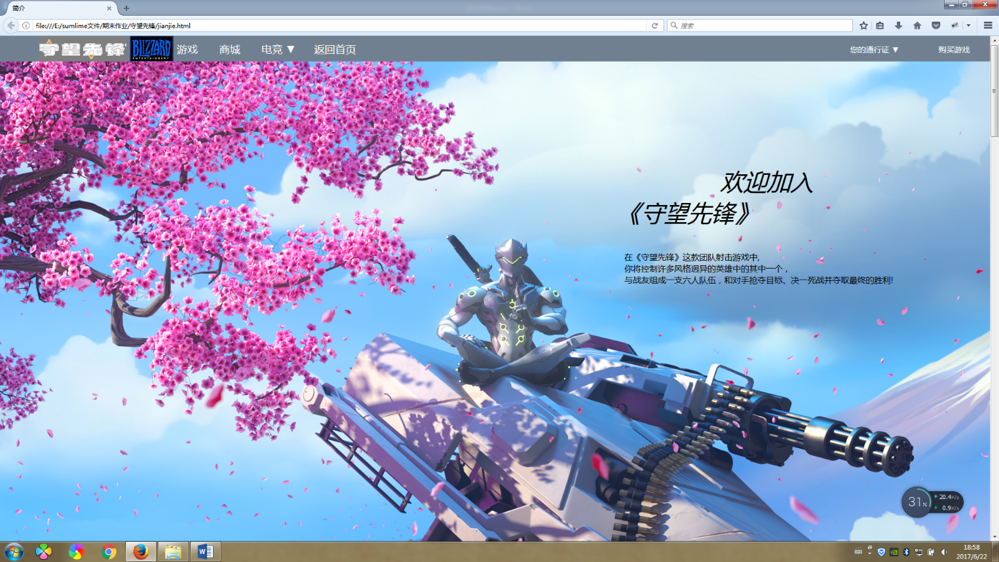 简介
file:///E:/sumlime文件/期末作业/守望先锋/jianjie.html
搜索
守望先锋
BLIZZARD
ENTERTAINMENT
游戏
商城
电竞 ▼
返回首页
您的通行证 ▼
购买游戏
欢迎加入
《守望先锋》
在《守望先锋》这款团队射击游戏中,
你将控制许多风格迥异的英雄中的其中一个，
与战友组成一支六人队伍，和对手抢夺目标、决一死战并夺取最终的胜利!
31%
20.4K/s
0.9K/s
18:58
2017/6/22